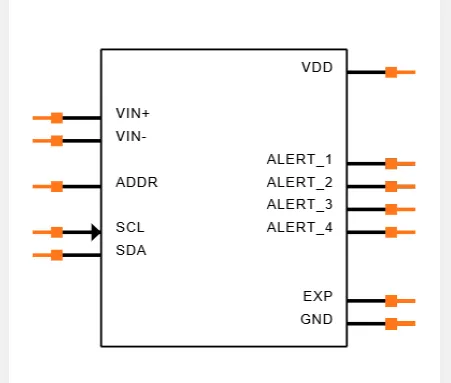 VDD
VIN+
VIN-
ALERT_1
ADDR
ALERT_2
ALERT_3
SCL
ALERT_4
SDA
EXP
GND